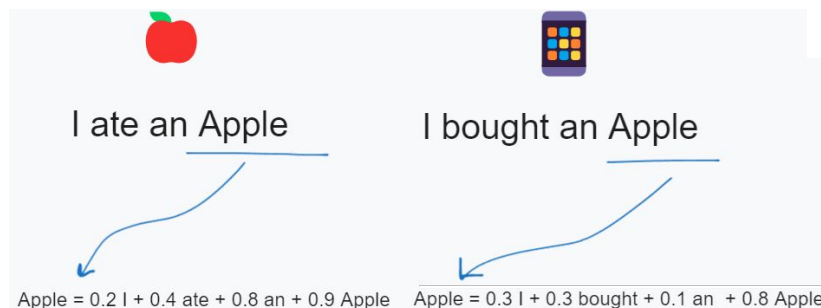 I ate an Apple
I bought an Apple
Apple = 0.2 I + 0.4 ate + 0.8 an + 0.9 Apple
Apple = 0.3 I + 0.3 bought + 0.1 an + 0.8 Apple